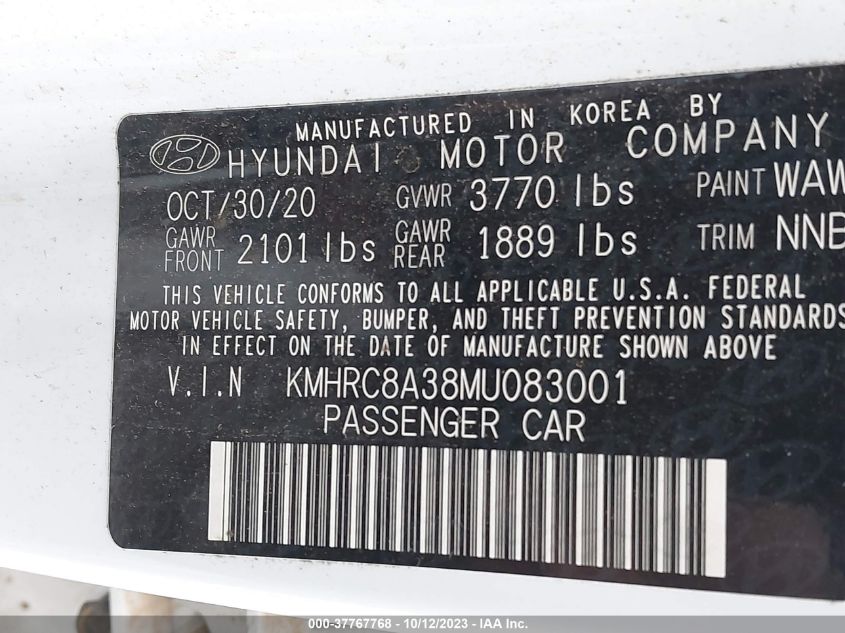 MANUFACTURED IN KOREA BY
HYUNDAI MOTOR COMPANY
OCT/30/20 GVWR 3770 lbs PAINT WAW
GAWR FRONT 2101 lbs GAWR REAR 1889 lbs TRIM NNB
THIS VEHICLE CONFORMS TO ALL APPLICABLE U.S.A. FEDERAL
MOTOR VEHICLE SAFETY, BUMPER, AND THEFT PREVENTION STANDARDS
IN EFFECT ON THE DATE OF MANUFACTURE SHOWN ABOVE
V.I.N KMHRC8A38MU083001
PASSENGER CAR
000-37767768 - 10/12/2023 - IAA Inc.